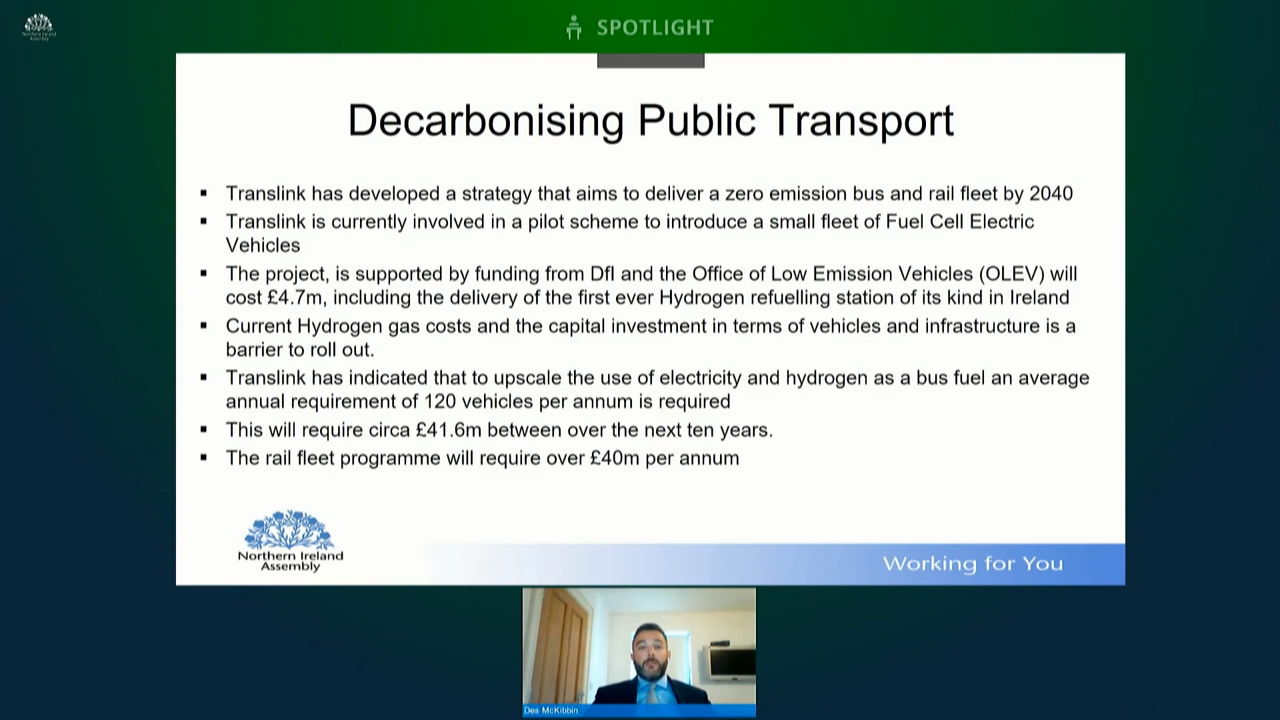 Northern Ireland
Assembly
SPOTLIGHT
Decarbonising Public Transport
▪ Translink has developed a strategy that aims to deliver a zero emission bus and rail fleet by 2040
▪ Translink is currently involved in a pilot scheme to introduce a small fleet of Fuel Cell Electric
Vehicles
▪ The project, is supported by funding from DfI and the Office of Low Emission Vehicles (OLEV) will
cost £4.7m, including the delivery of the first ever Hydrogen refuelling station of its kind in Ireland
▪ Current Hydrogen gas costs and the capital investment in terms of vehicles and infrastructure is a
barrier to roll out.
▪ Translink has indicated that to upscale the use of electricity and hydrogen as a bus fuel an average
annual requirement of 120 vehicles per annum is required
▪ This will require circa £41.6m between over the next ten years.
▪ The rail fleet programme will require over £40m per annum
Northern Ireland
Assembly
Working for You
Des McKibbin